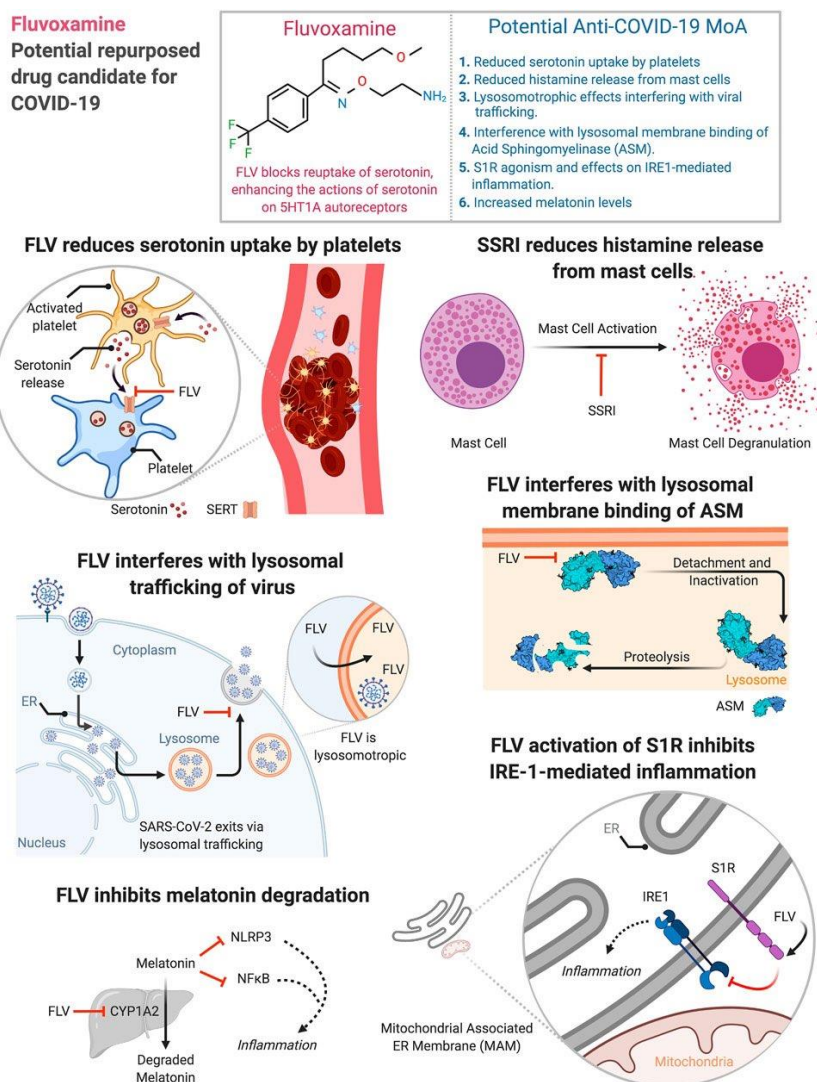 Fluvoxamine
Potential repurposed
drug candidate for
COVID-19
Fluvoxamine
O
O
N
NH₂
F
F
F
FLV blocks reuptake of serotonin,
enhancing the actions of serotonin
on 5HT1A autoreceptors
Potential Anti-COVID-19 MoA
1. Reduced serotonin uptake by platelets
2. Reduced histamine release from mast cells
3. Lysosomotrophic effects interfering with viral
trafficking.
4. Interference with lysosomal membrane binding of
Acid Sphingomyelinase (ASM).
5. S1R agonism and effects on IRE1-mediated
inflammation.
6. Increased melatonin levels
FLV reduces serotonin uptake by platelets
Activated
platelet
Serotonin
release
FLV
Platelet
Serotonin
SERT
SSRI reduces histamine release
from mast cells
Mast Cell Activation
SSRI
Mast Cell
Mast Cell Degranulation
FLV interferes with lysosomal
membrane binding of ASM
FLV
Detachment and
Inactivation
Proteolysis
Lysosome
ASM
FLV interferes with lysosomal
trafficking of virus
Cytoplasm
ER
FLV
Lysosome
Nucleus
SARS-CoV-2 exits via
lysosomal trafficking
FLV
FLV
FLV
FLV is
lysosomotropic
FLV activation of S1R inhibits
IRE-1-mediated inflammation
ER
S1R
IRE1
FLV
Inflammation
Mitochondrial Associated
ER Membrane (MAM)
Mitochondria
FLV inhibits melatonin degradation
NLRP3
Melatonin
NFκB
FLV
CYP1A2
Degraded
Melatonin
Inflammation